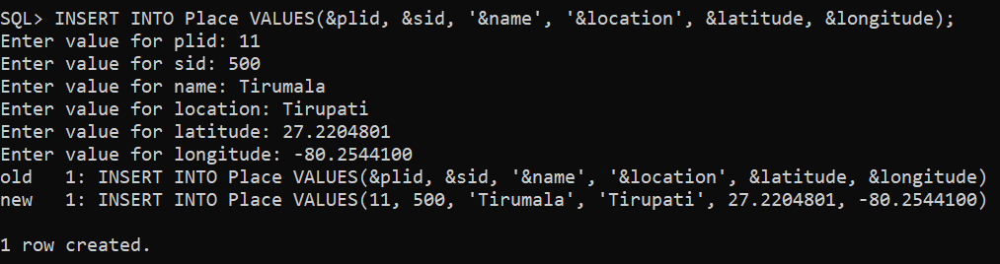 SQL> INSERT INTO Place VALUES(&plid, &sid, '&name', '&location', &latitude, &longitude);
Enter value for plid: 11
Enter value for sid: 500
Enter value for name: Tirumala
Enter value for location: Tirupati
Enter value for latitude: 27.2204801
Enter value for longitude: -80.2544100
old   1: INSERT INTO Place VALUES(&plid, &sid, '&name', '&location', &latitude, &longitude)
new   1: INSERT INTO Place VALUES(11, 500, 'Tirumala', 'Tirupati', 27.2204801, -80.2544100)
1 row created.